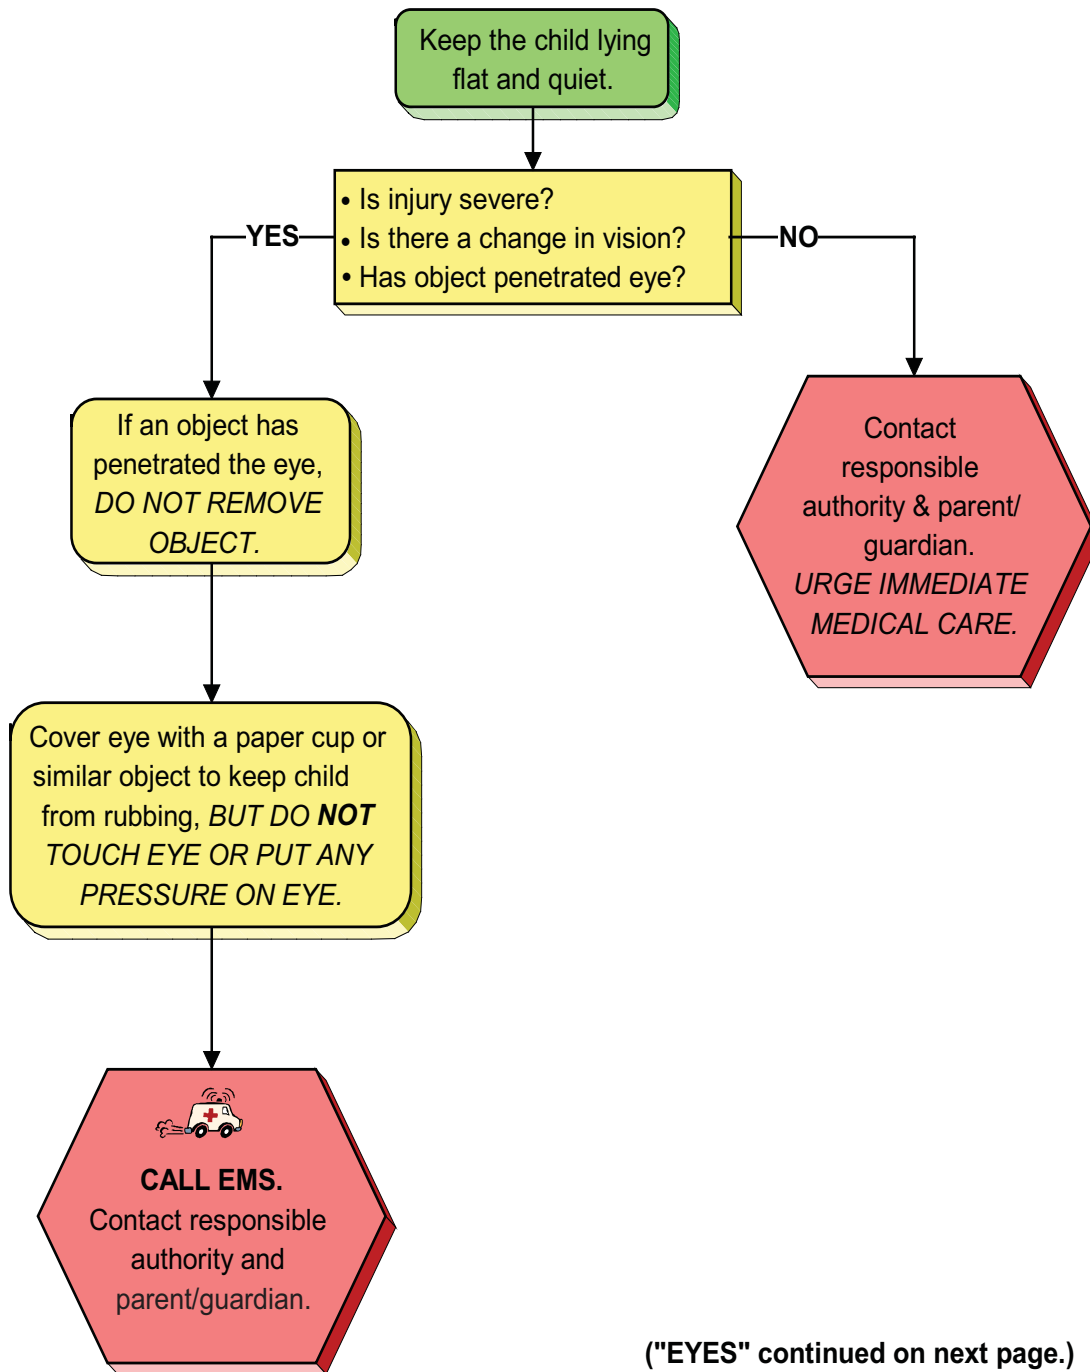 Keep the child lying
flat and quiet.
• Is injury severe?
• Is there a change in vision?
• Has object penetrated eye?
YES
NO
If an object has
penetrated the eye,
DO NOT REMOVE
OBJECT.
Contact
responsible
authority & parent/
guardian.
URGE IMMEDIATE
MEDICAL CARE.
Cover eye with a paper cup or
similar object to keep child
from rubbing, BUT DO NOT
TOUCH EYE OR PUT ANY
PRESSURE ON EYE.
CALL EMS.
Contact responsible
authority and
parent/guardian.
("EYES" continued on next page.)